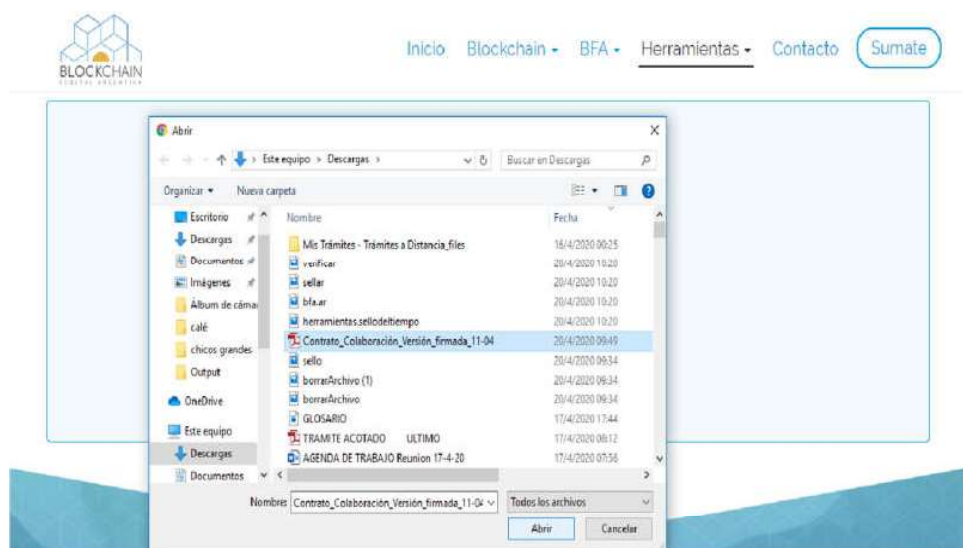 BLOCKCHAIN
FEDERAL ARGENTINA
Inicio Blockchain BFA Herramientas Contacto Sumate
Abrir
Este equipo > Descargas > Buscar en Descargas
Organizar Nueva carpeta
Nombre Fecha
Escritorio
Descargas
Documentos
Imágenes
Álbum de cáma
calé
chicos grandes
Output
OneDrive
Este equipo
Descargas
Documentos
Mis Trámites - Trámites a Distancia_files 16/4/2020 00:25
verificar 20/4/2020 10:20
sellar 20/4/2020 10:20
bfa.ar 20/4/2020 10:20
herramientas.sellodeltiempo 20/4/2020 10:20
Contrato_Colaboración_Versión_firmada_11-04 20/4/2020 09:49
sello 20/4/2020 09:34
borrarArchivo (1) 20/4/2020 09:34
borrarArchivo 20/4/2020 09:34
GLOSARIO 17/4/2020 17:44
TRAMITE ACOTADO ULTIMO 17/4/2020 08:12
AGENDA DE TRABAJO Reunion 17-4-20 17/4/2020 07:56
Nombre: Contrato_Colaboración_Versión_firmada_11-04 Todos los archivos
Abrir Cancelar